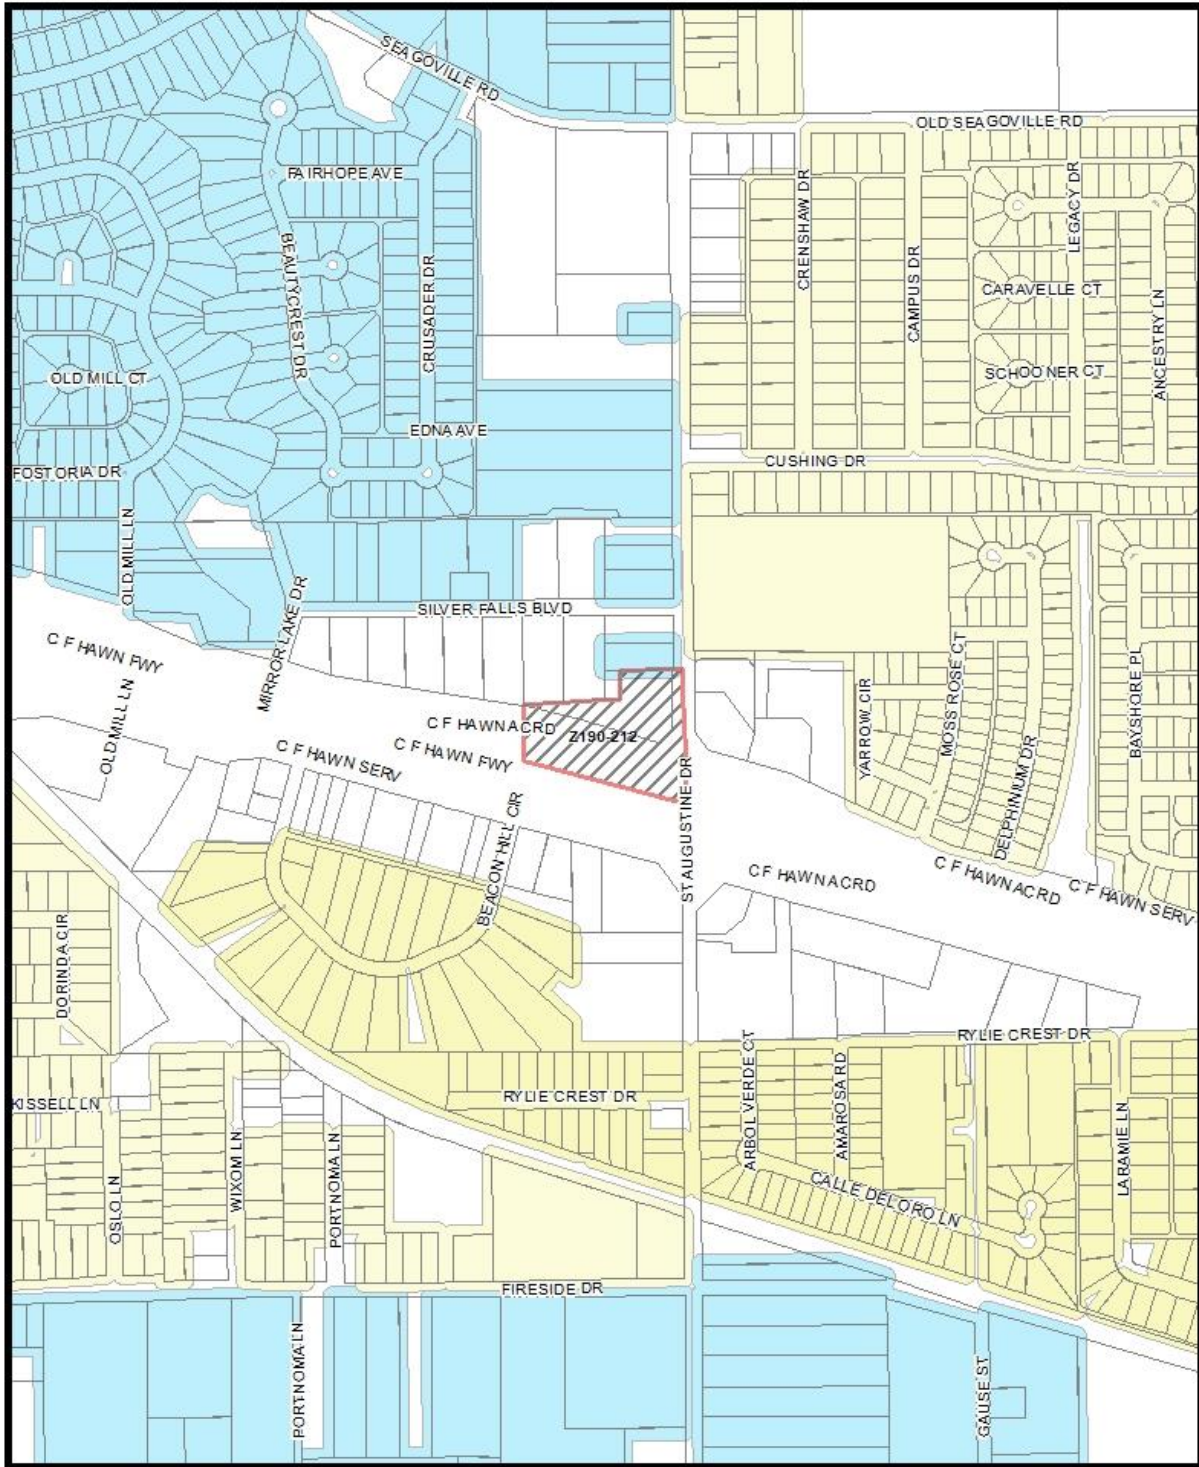 SEAGOVILLE RD
OLD SEAGOVILLE RD
FAIRHOPE AVE
CRENSHAW DR
LEGACY DR
BEAUTYCREST DR
CRUSADER DR
CAMPUS DR
CARAVELLE CT
ANCESTRY LN
OLD MILL CT
SCHOONER CT
EDNA AVE
FOSTORIA DR
CUSHING DR
OLD MILL LN
MIRROR LAKE DR
SILVER FALLS BLVD
C F HAWN FWY
OLD MILL LN
C F HAWN ACRD
Z190-212
C F HAWN FWY
C F HAWN SERV
YARROW CIR
MOSS ROSE CT
DELPHINIUM DR
BAYSHORE PL
ST AUGUSTINE DR
BEACON HILL CIR
C F HAWN ACRD
C F HAWN ACRD
C F HAWN SERV
DORINDA CIR
RYLIE CREST DR
KISSELL LN
RYLIE CREST DR
ARBOL VERDE CT
AMAROSA RD
LARAMIE LN
OSLO LN
WIXOM LN
PORTNOMA LN
CALLE DEL ORO LN
FIRESIDE DR
PORTNOMA LN
GAUSE ST